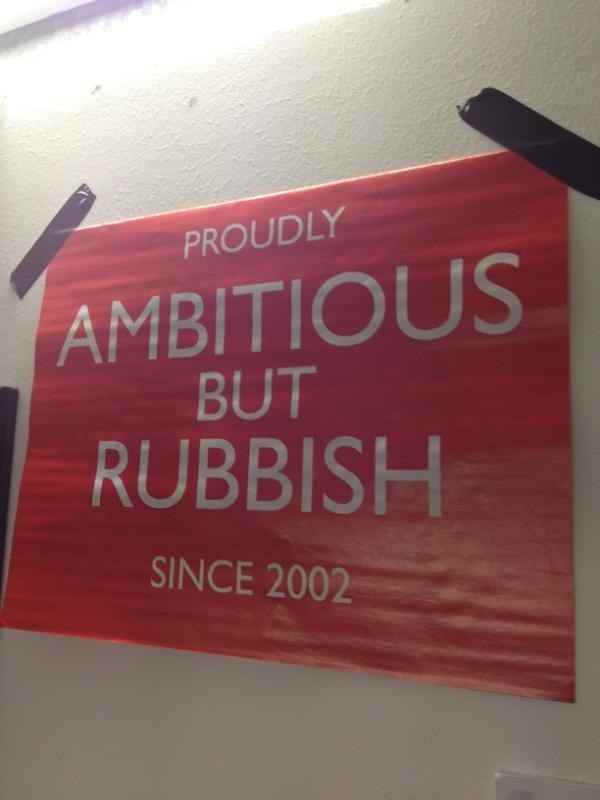 PROUDLY
AMBITIOUS
BUT
RUBBISH
SINCE 2002